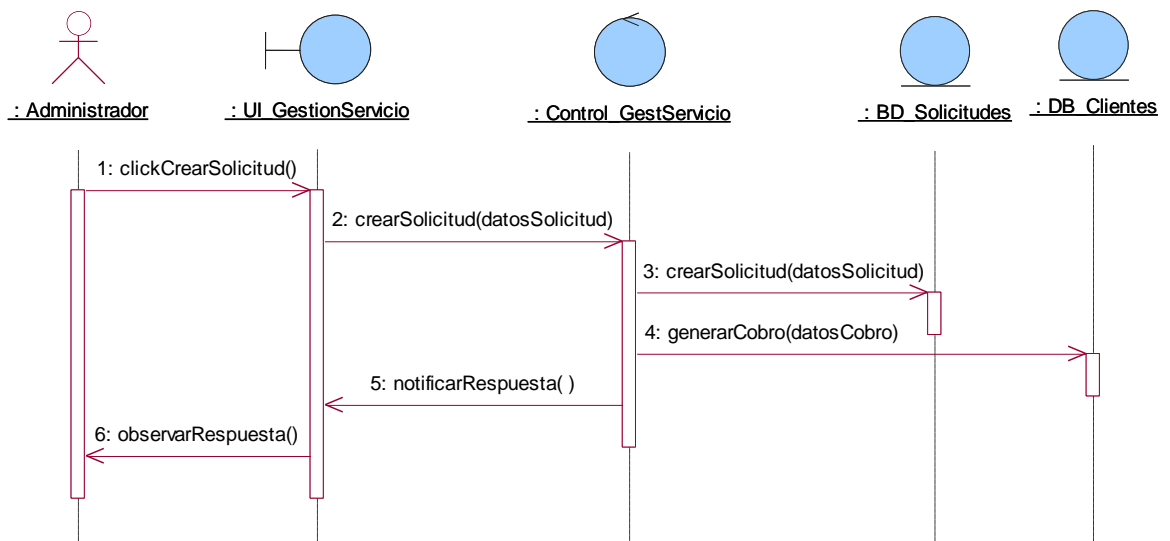 : Administrador
: UI_GestionServicio
: Control_GestServicio
: BD_Solicitudes
: DB_Clientes
1: clickCrearSolicitud()
2: crearSolicitud(datosSolicitud)
3: crearSolicitud(datosSolicitud)
4: generarCobro(datosCobro)
5: notificarRespuesta( )
6: observarRespuesta()